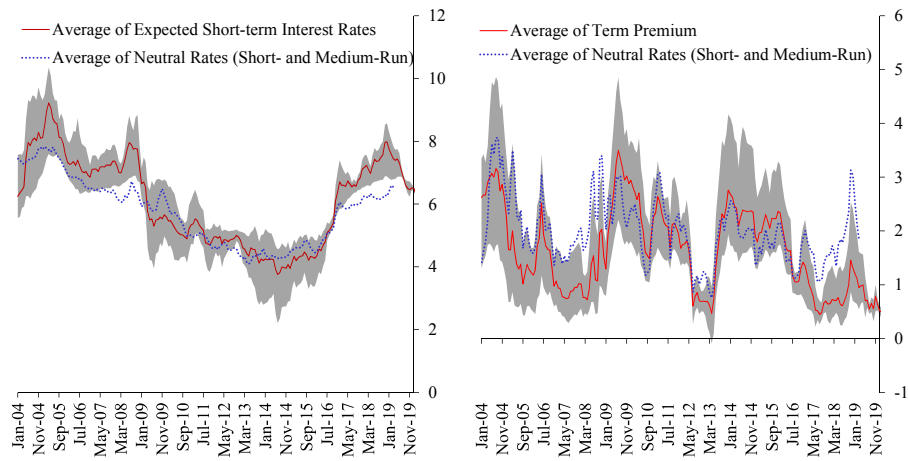 Average of Expected Short-term Interest Rates
Average of Neutral Rates (Short- and Medium-Run)
12
10
8
6
4
2
0
Jan-04
Nov-04
Sep-05
Jul-06
May-07
Mar-08
Jan-09
Nov-09
Sep-10
Jul-11
May-12
Mar-13
Jan-14
Nov-14
Sep-15
Jul-16
May-17
Mar-18
Jan-19
Nov-19
Average of Term Premium
Average of Neutral Rates (Short- and Medium-Run)
6
5
4
3
2
1
0
-1
Jan-04
Nov-04
Sep-05
Jul-06
May-07
Mar-08
Jan-09
Nov-09
Sep-10
Jul-11
May-12
Mar-13
Jan-14
Nov-14
Sep-15
Jul-16
May-17
Mar-18
Jan-19
Nov-19